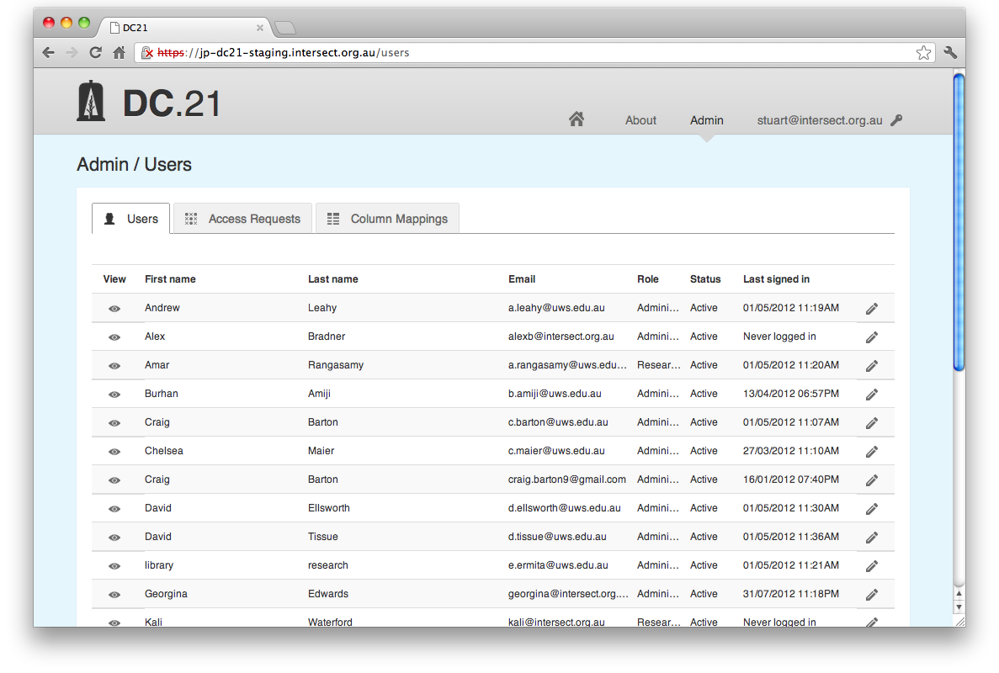 DC21
https://jp-dc21-staging.intersect.org.au/users
DC.21
About Admin stuart@intersect.org.au
Admin / Users
Users Access Requests Column Mappings
View First name Last name Email Role Status Last signed in
Andrew Leahy a.leahy@uws.edu.au Admini... Active 01/05/2012 11:19AM
Alex Bradner alexb@intersect.org.au Admini... Active Never logged in
Amar Rangasamy a.rangasamy@uws.edu... Resear... Active 01/05/2012 11:20AM
Burhan Amiji b.amiji@uws.edu.au Admini... Active 13/04/2012 06:57PM
Craig Barton c.barton@uws.edu.au Admini... Active 01/05/2012 11:07AM
Chelsea Maier c.maier@uws.edu.au Admini... Active 27/03/2012 11:10AM
Craig Barton craig.barton9@gmail.com Admini... Active 16/01/2012 07:40PM
David Ellsworth d.ellsworth@uws.edu.au Admini... Active 01/05/2012 11:30AM
David Tissue d.tissue@uws.edu.au Admini... Active 01/05/2012 11:36AM
library research e.ermita@uws.edu.au Admini... Active 01/05/2012 11:21AM
Georgina Edwards georgina@intersect.org.... Admini... Active 31/07/2012 11:18PM
Kali Waterford kali@intersect.org.au Resear... Active Never logged in